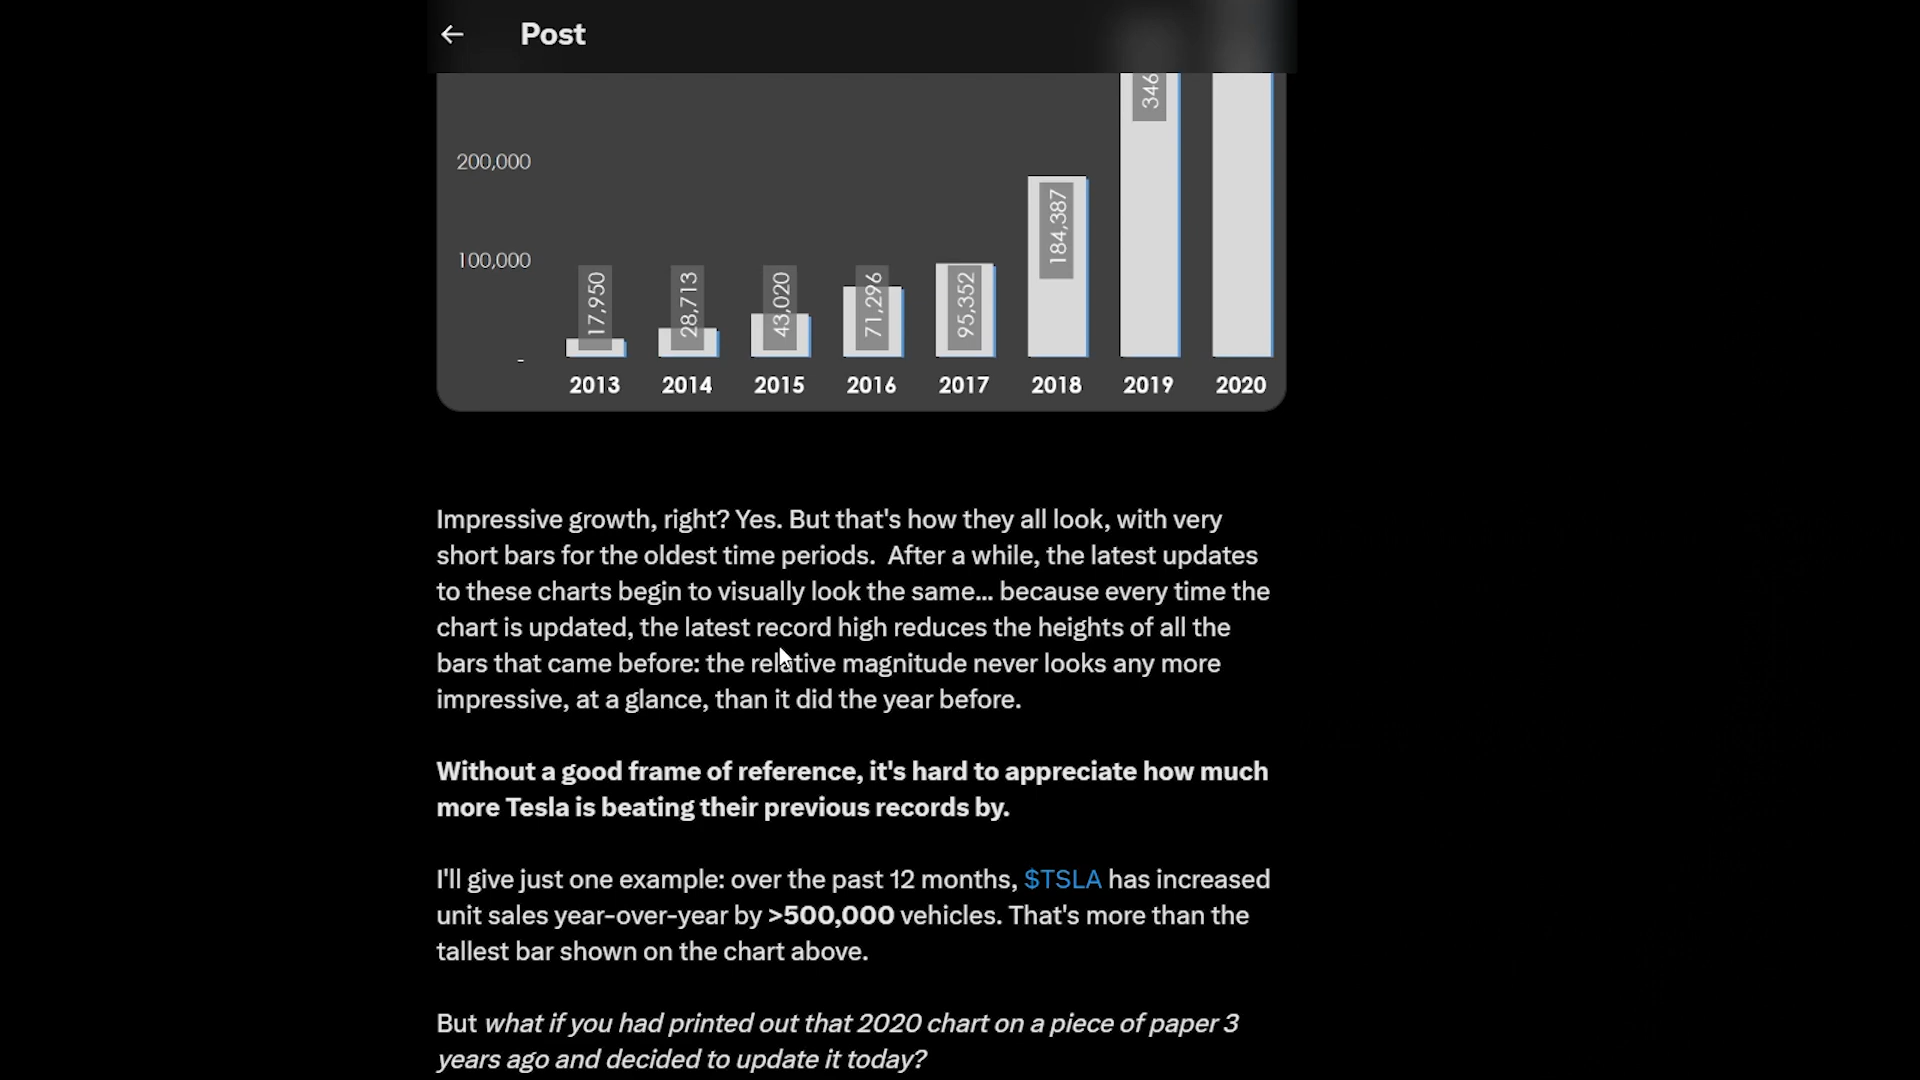 Post
346
200,000
184,387
100,000
17,950
28,713
43,020
71,296
95,352
-
2013 2014 2015 2016 2017 2018 2019 2020
Impressive growth, right? Yes. But that's how they all look, with very
short bars for the oldest time periods.  After a while, the latest updates
to these charts begin to visually look the same... because every time the
chart is updated, the latest record high reduces the heights of all the
bars that came before: the relative magnitude never looks any more
impressive, at a glance, than it did the year before.
Without a good frame of reference, it's hard to appreciate how much
more Tesla is beating their previous records by.
I'll give just one example: over the past 12 months, $TSLA has increased
unit sales year-over-year by >500,000 vehicles. That's more than the
tallest bar shown on the chart above.
But what if you had printed out that 2020 chart on a piece of paper 3
years ago and decided to update it today?